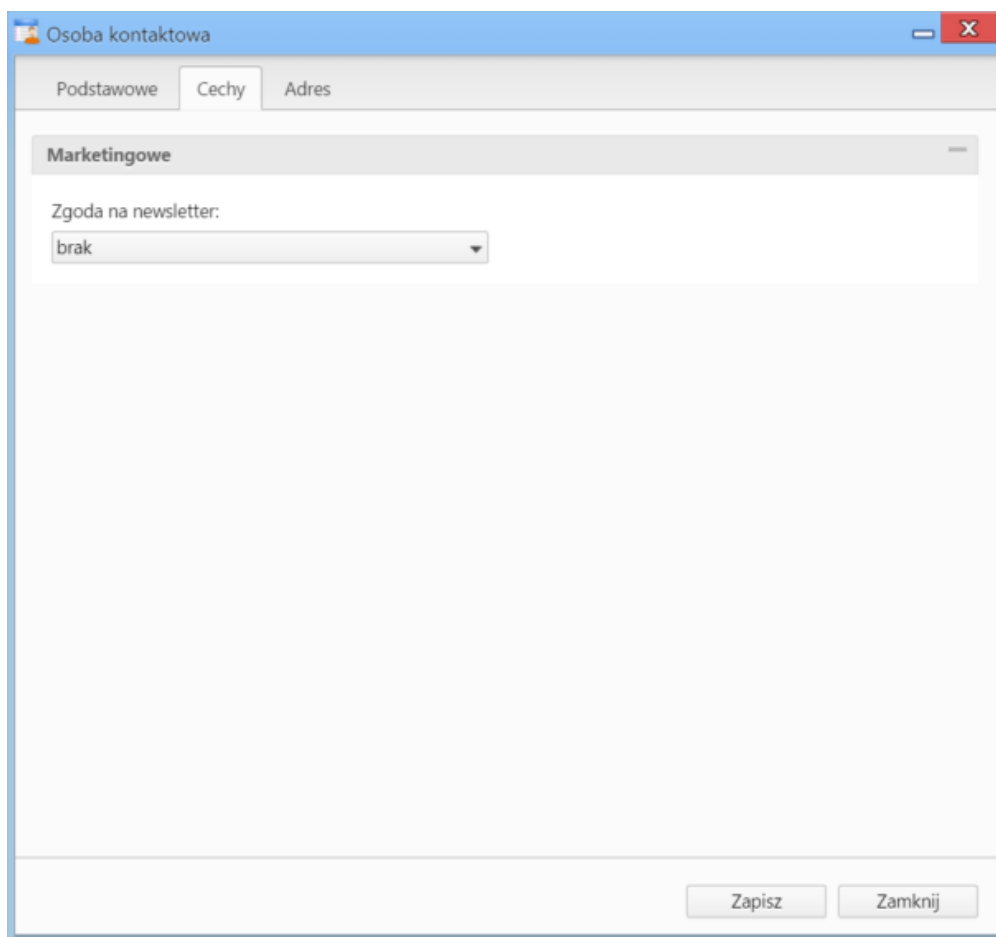 Osoba kontaktowa
Podstawowe Cechy Adres
Marketingowe
Zgoda na newsletter:
brak
Zapisz Zamknij